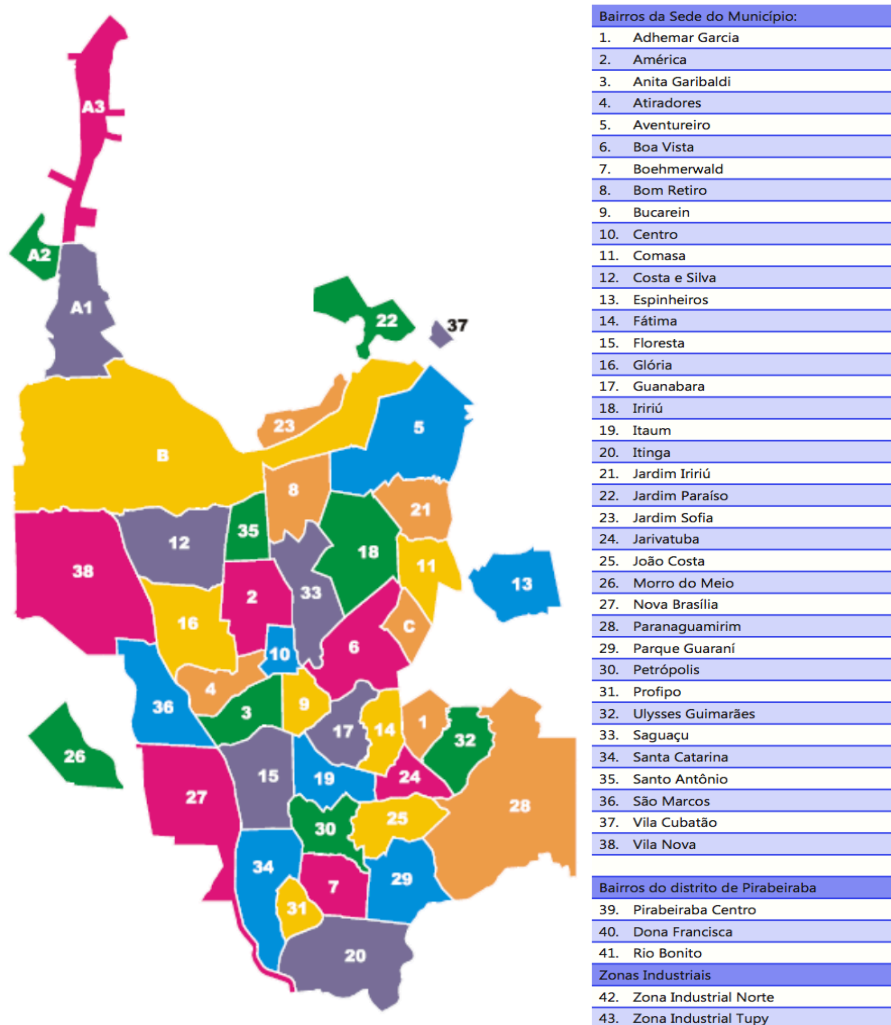 A3
A2
A1
22
37
23
5
B
8
21
35
12
18
38
11
13
2
33
16
C
10
6
4
36
3
9
1
17
14
32
26
15
19
24
27
28
25
30
34
7
29
31
20
Bairros da Sede do Município:
1. Adhemar Garcia
2. América
3. Anita Garibaldi
4. Atiradores
5. Aventureiro
6. Boa Vista
7. Boehmerwald
8. Bom Retiro
9. Bucarein
10. Centro
11. Comasa
12. Costa e Silva
13. Espinheiros
14. Fátima
15. Floresta
16. Glória
17. Guanabara
18. Iririú
19. Itaum
20. Itinga
21. Jardim Iririú
22. Jardim Paraíso
23. Jardim Sofia
24. Jarivatuba
25. João Costa
26. Morro do Meio
27. Nova Brasília
28. Paranaguamirim
29. Parque Guaraní
30. Petrópolis
31. Profipo
32. Ulysses Guimarães
33. Saguaçu
34. Santa Catarina
35. Santo Antônio
36. São Marcos
37. Vila Cubatão
38. Vila Nova
Bairros do distrito de Pirabeiraba
39. Pirabeiraba Centro
40. Dona Francisca
41. Rio Bonito
Zonas Industriais
42. Zona Industrial Norte
43. Zona Industrial Tupy